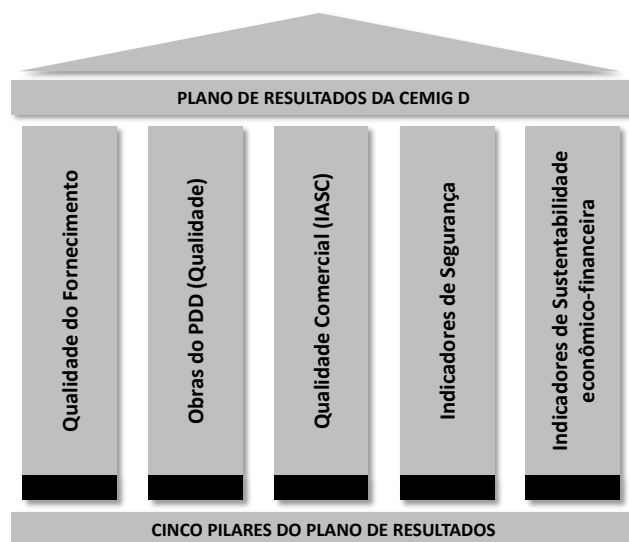 PLANO DE RESULTADOS DA CEMIG D
Qualidade do Fornecimento
Obras do PDD (Qualidade)
Qualidade Comercial (IASC)
Indicadores de Segurança
Indicadores de Sustentabilidade
econômico-financeira
CINCO PILARES DO PLANO DE RESULTADOS